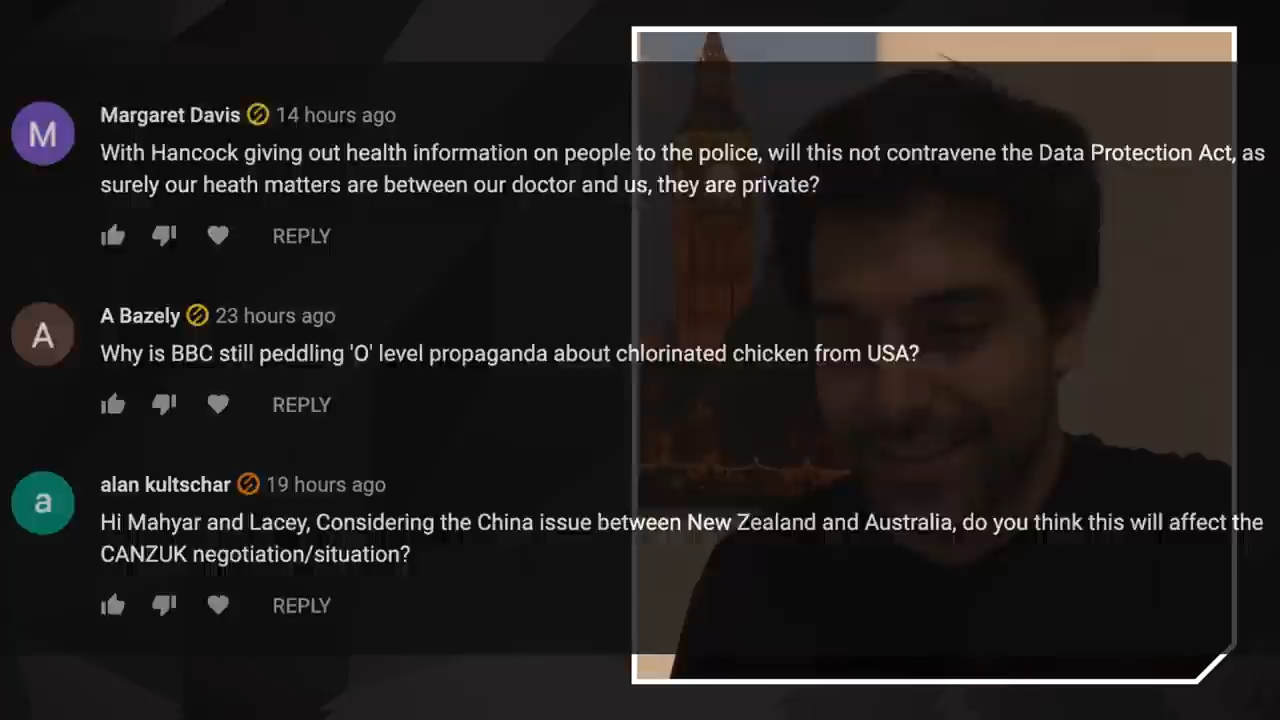 M
Margaret Davis 14 hours ago
With Hancock giving out health information on people to the police, will this not contravene the Data Protection Act, as
surely our heath matters are between our doctor and us, they are private?
REPLY
A
A Bazely 23 hours ago
Why is BBC still peddling 'O' level propaganda about chlorinated chicken from USA?
REPLY
a
alan kultschar 19 hours ago
Hi Mahyar and Lacey, Considering the China issue between New Zealand and Australia, do you think this will affect the
CANZUK negotiation/situation?
REPLY